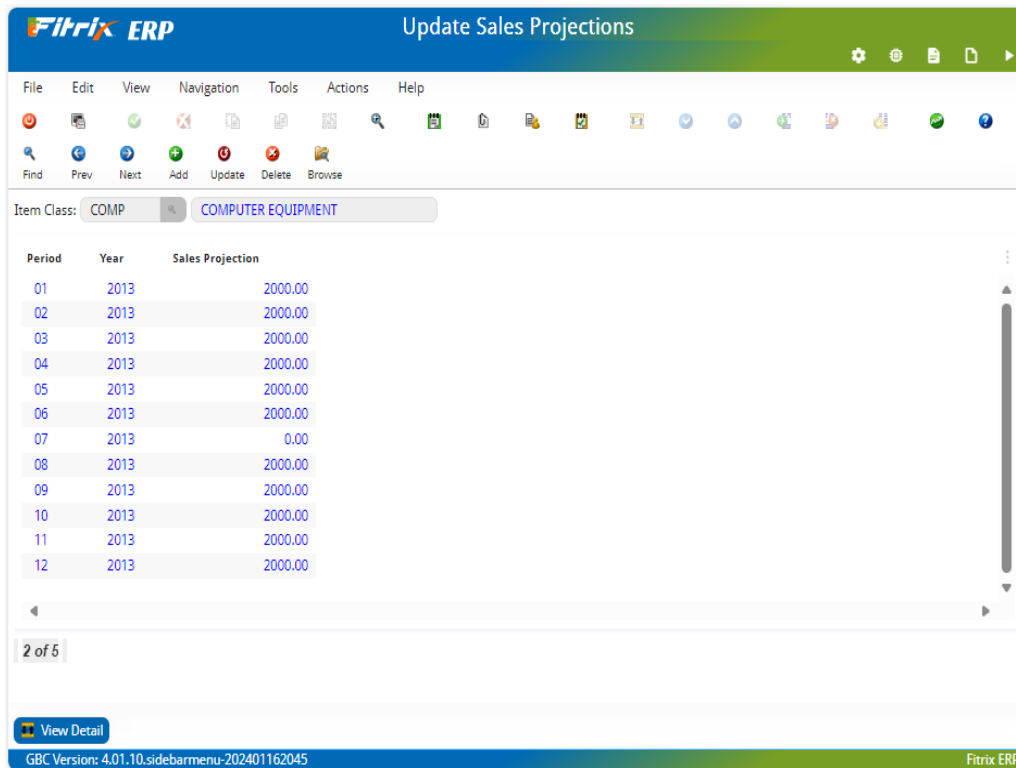 Fitrix ERP
Update Sales Projections
File Edit View Navigation Tools Actions Help
Find Prev Next Add Update Delete Browse
Item Class: COMP COMPUTER EQUIPMENT
Period Year Sales Projection
01 2013 2000.00
02 2013 2000.00
03 2013 2000.00
04 2013 2000.00
05 2013 2000.00
06 2013 2000.00
07 2013 0.00
08 2013 2000.00
09 2013 2000.00
10 2013 2000.00
11 2013 2000.00
12 2013 2000.00
2 of 5
View Detail
GBC Version: 4.01.10.sidebarmenu-202401162045 Fitrix ERP